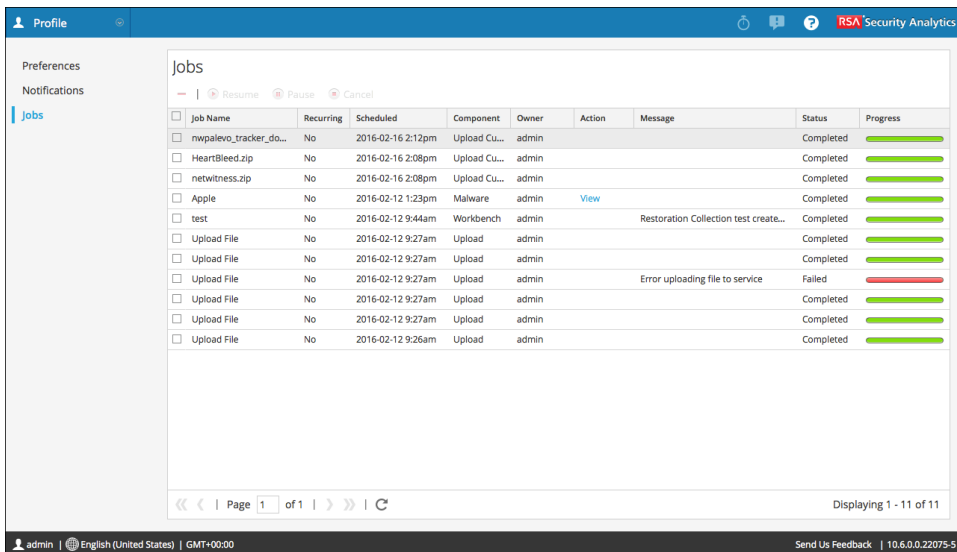 Profile
RSA Security Analytics
Preferences
Notifications
Jobs
Jobs
Resume Pause Cancel
Job Name Recurring Scheduled Component Owner Action Message Status Progress
nwpalevo_tracker_do... No 2016-02-16 2:12pm Upload Cu... admin Completed
HeartBleed.zip No 2016-02-16 2:08pm Upload Cu... admin Completed
netwitness.zip No 2016-02-16 2:08pm Upload Cu... admin Completed
Apple No 2016-02-12 1:23pm Malware admin View Completed
test No 2016-02-12 9:44am Workbench admin Restoration Collection test create... Completed
Upload File No 2016-02-12 9:27am Upload admin Completed
Upload File No 2016-02-12 9:27am Upload admin Completed
Upload File No 2016-02-12 9:27am Upload admin Error uploading file to service Failed
Upload File No 2016-02-12 9:27am Upload admin Completed
Upload File No 2016-02-12 9:27am Upload admin Completed
Upload File No 2016-02-12 9:26am Upload admin Completed
Page 1 of 1 Displaying 1 - 11 of 11
admin | English (United States) | GMT+00:00 Send Us Feedback | 10.6.0.0.22075-5